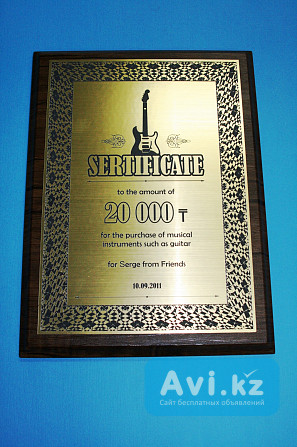 SERTIFICATE
to the amount of
20 000 ₸
for the purchase of musical
instruments such as guitar
for Serge from Friends
10.09.2011
Avi.kz
Сайт бесплатных объявлений